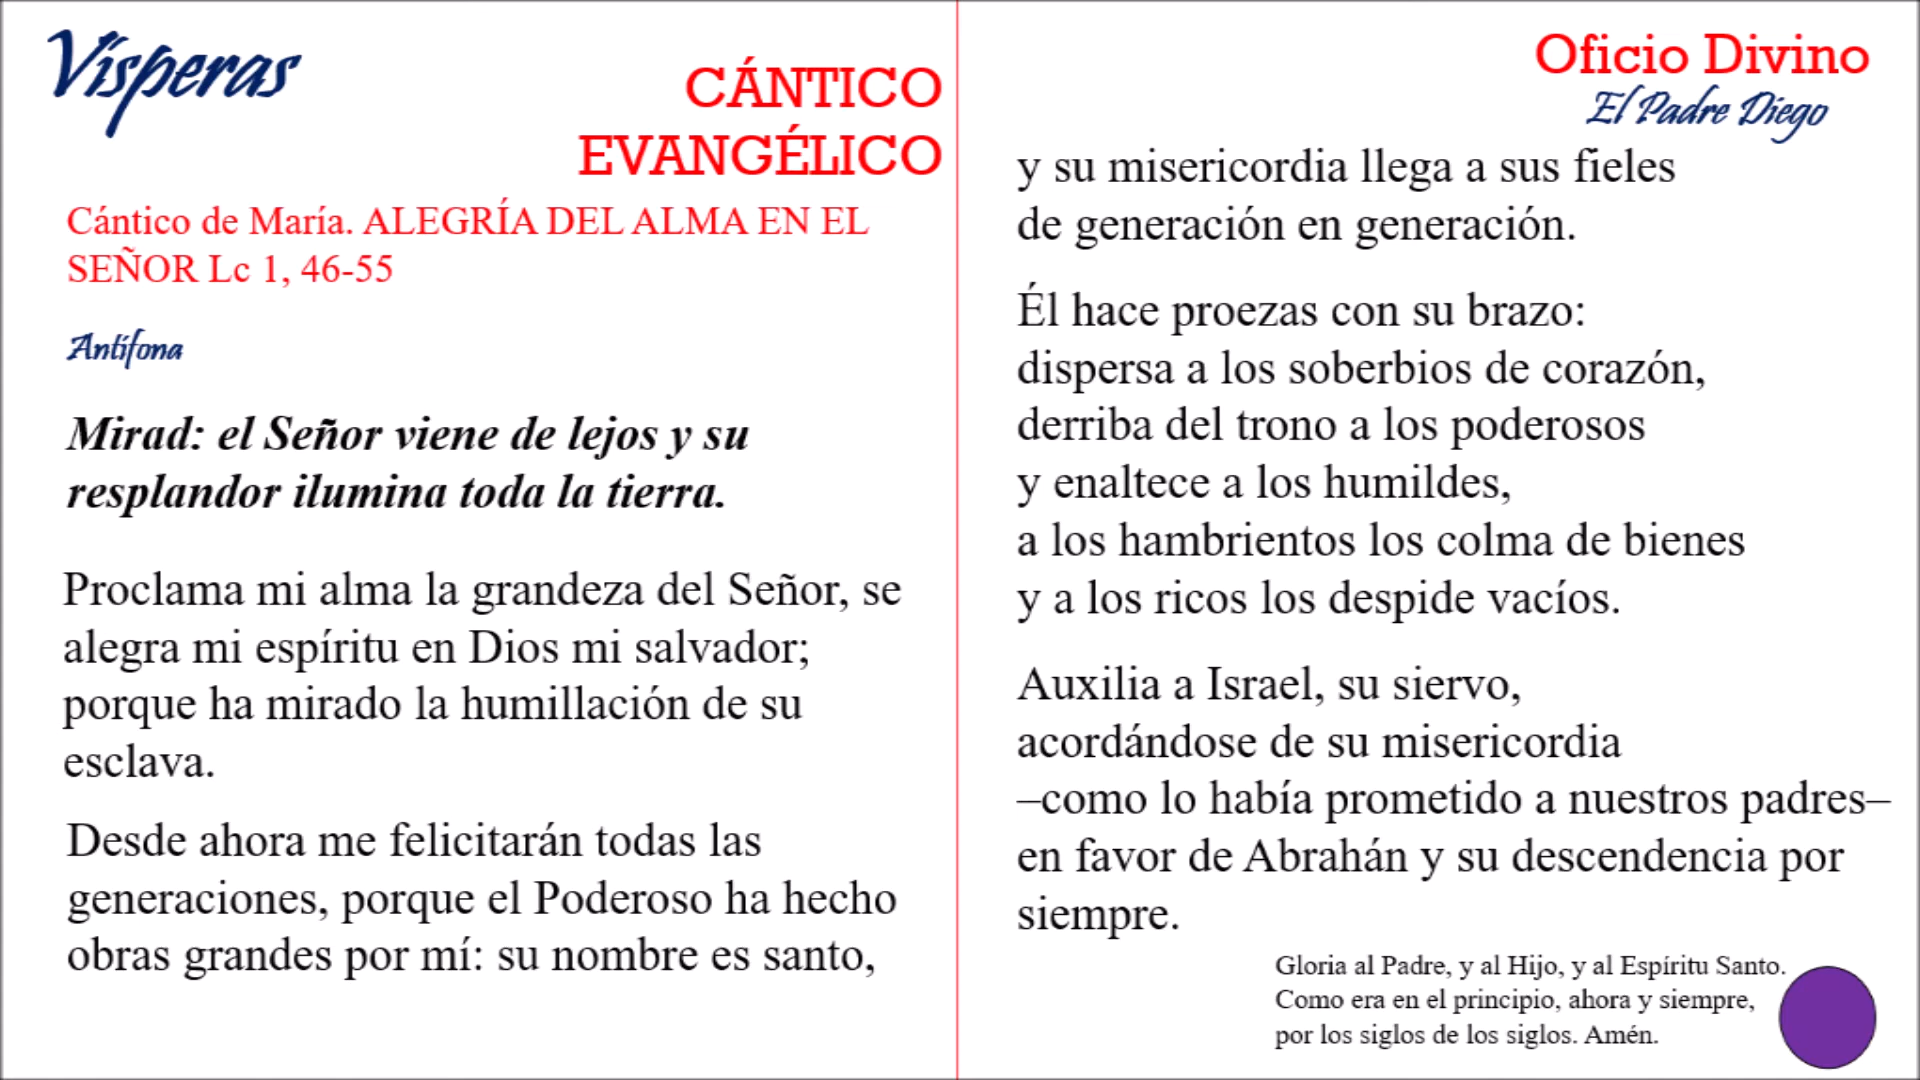 Vísperas
CÁNTICO
EVANGÉLICO
Cántico de María. ALEGRÍA DEL ALMA EN EL
SEÑOR Lc 1, 46-55
Antífona
Mirad: el Señor viene de lejos y su
resplandor ilumina toda la tierra.
Proclama mi alma la grandeza del Señor, se
alegra mi espíritu en Dios mi salvador;
porque ha mirado la humillación de su
esclava.
Desde ahora me felicitarán todas las
generaciones, porque el Poderoso ha hecho
obras grandes por mí: su nombre es santo,
Oficio Divino
El Padre Diego
y su misericordia llega a sus fieles
de generación en generación.
Él hace proezas con su brazo:
dispersa a los soberbios de corazón,
derriba del trono a los poderosos
y enaltece a los humildes,
a los hambrientos los colma de bienes
y a los ricos los despide vacíos.
Auxilia a Israel, su siervo,
acordándose de su misericordia
–como lo había prometido a nuestros padres–
en favor de Abrahán y su descendencia por
siempre.
Gloria al Padre, y al Hijo, y al Espíritu Santo.
Como era en el principio, ahora y siempre,
por los siglos de los siglos. Amén.